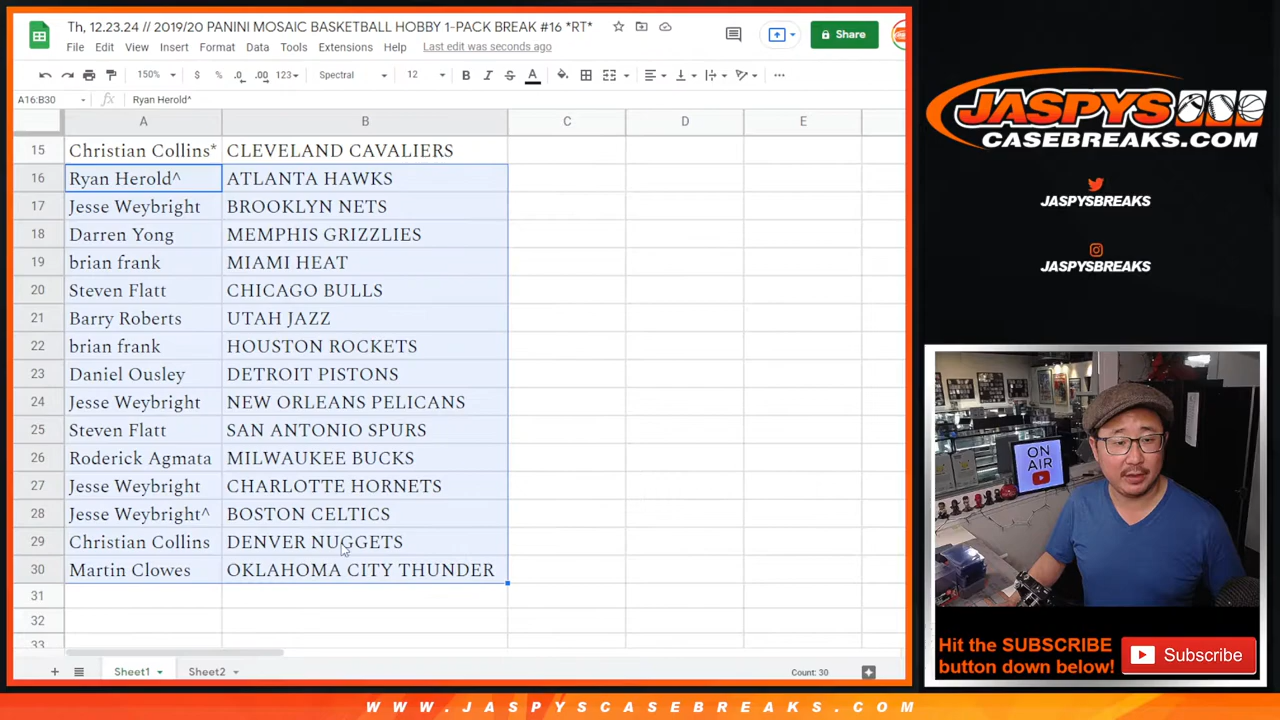 Th, 12.23.24 // 2019/20 PANINI MOSAIC BASKETBALL HOBBY 1-PACK BREAK #16 *RT*
File Edit View Insert Format Data Tools Extensions Help Last edit was seconds ago
Share
150% $ % .0 .00 123 Spectral 12 B I S A
A16:B30 fx Ryan Herold^
A B C D E
15 Christian Collins* CLEVELAND CAVALIERS
16 Ryan Herold^ ATLANTA HAWKS
17 Jesse Weybright BROOKLYN NETS
18 Darren Yong MEMPHIS GRIZZLIES
19 brian frank MIAMI HEAT
20 Steven Flatt CHICAGO BULLS
21 Barry Roberts UTAH JAZZ
22 brian frank HOUSTON ROCKETS
23 Daniel Ousley DETROIT PISTONS
24 Jesse Weybright NEW ORLEANS PELICANS
25 Steven Flatt SAN ANTONIO SPURS
26 Roderick Agmata MILWAUKEE BUCKS
27 Jesse Weybright CHARLOTTE HORNETS
28 Jesse Weybright^ BOSTON CELTICS
29 Christian Collins DENVER NUGGETS
30 Martin Clowes OKLAHOMA CITY THUNDER
31
32
33
Sheet1 Sheet2 Count: 30
JASPYS
CASEBREAKS.COM
JASPYSBREAKS
JASPYSBREAKS
ON
AIR
Hit the SUBSCRIBE
button down below!
Subscribe
WWW.JASPYSCASEBREAKS.COM